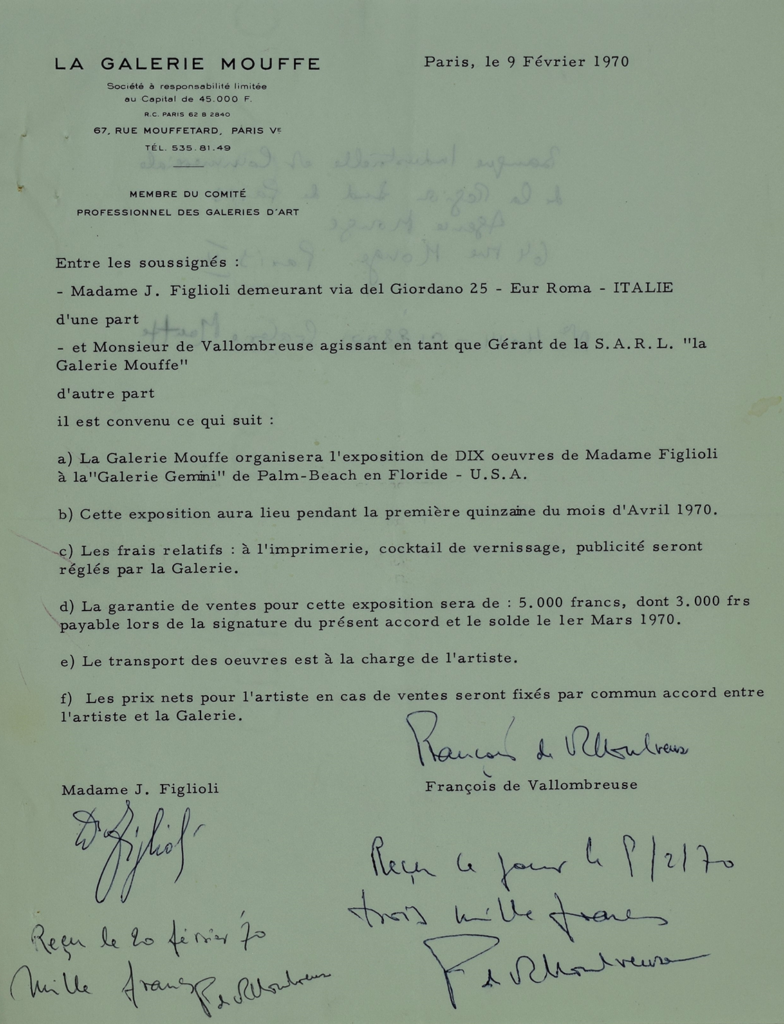 LA GALERIE MOUFFE
Paris, le 9 Février 1970
Société à responsabilité limitée
au Capital de 45.000 F.
R.C. PARIS 62 B 2840
67, RUE MOUFFETARD, PARIS Vᴱ
TÉL. 535.81.49
MEMBRE DU COMITÉ
PROFESSIONNEL DES GALERIES D'ART
Entre les soussignés :
- Madame J. Figlioli demeurant via del Giordano 25 - Eur Roma - ITALIE
d'une part
- et Monsieur de Vallombreuse agissant en tant que Gérant de la S.A.R.L. "la
Galerie Mouffe"
d'autre part
il est convenu ce qui suit :
a) La Galerie Mouffe organisera l'exposition de DIX oeuvres de Madame Figlioli
à la"Galerie Gemini" de Palm-Beach en Floride - U.S.A.
b) Cette exposition aura lieu pendant la première quinzaine du mois d'Avril 1970.
c) Les frais relatifs : à l'imprimerie, cocktail de vernissage, publicité seront
réglés par la Galerie.
d) La garantie de ventes pour cette exposition sera de : 5.000 francs, dont 3.000 frs
payable lors de la signature du présent accord et le solde le 1er Mars 1970.
e) Le transport des oeuvres est à la charge de l'artiste.
f) Les prix nets pour l'artiste en cas de ventes seront fixés par commun accord entre
l'artiste et la Galerie.
François de Vallombreuse
Madame J. Figlioli
François de Vallombreuse
Figlioli
Reçu ce jour le 9/2/70
trois mille francs
F de Vallombreuse
Reçu le 20 février 70
Mille francs F de Vallombreuse